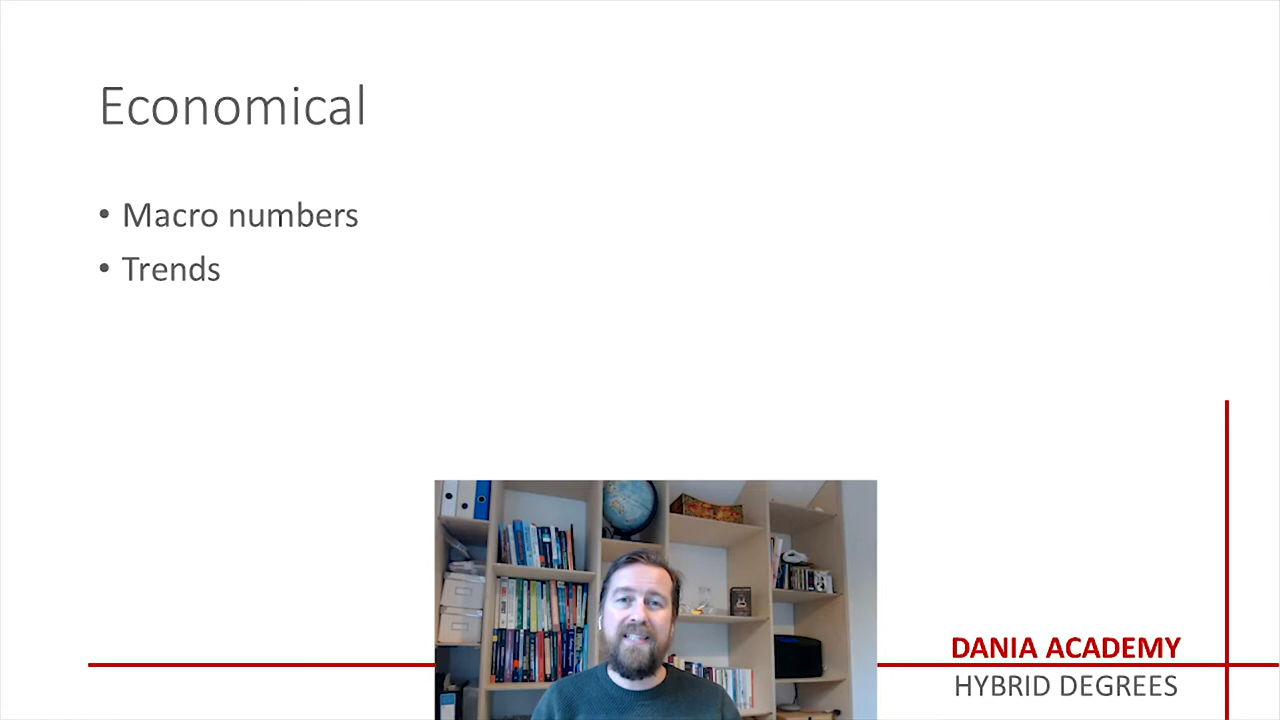 Economical
• Macro numbers
• Trends
DANIA ACADEMY
HYBRID DEGREES